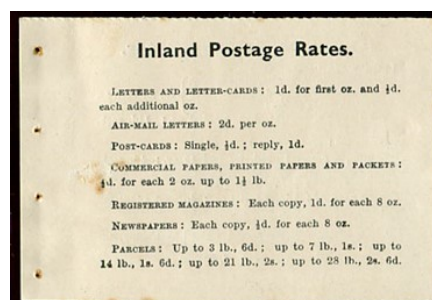 Inland Postage Rates.
LETTERS AND LETTER-CARDS: 1d. for first oz. and ½d.
each additional oz.
AIR-MAIL LETTERS: 2d. per oz.
POST-CARDS: Single, ½d.; reply, 1d.
COMMERCIAL PAPERS, PRINTED PAPERS AND PACKETS:
½d. for each 2 oz. up to 1½ lb.
REGISTERED MAGAZINES: Each copy, 1d. for each 8 oz.
NEWSPAPERS: Each copy, ½d. for each 8 oz.
PARCELS: Up to 3 lb., 6d.; up to 7 lb., 1s.; up to
14 lb., 1s. 6d.; up to 21 lb., 2s.; up to 28 lb., 2s. 6d.